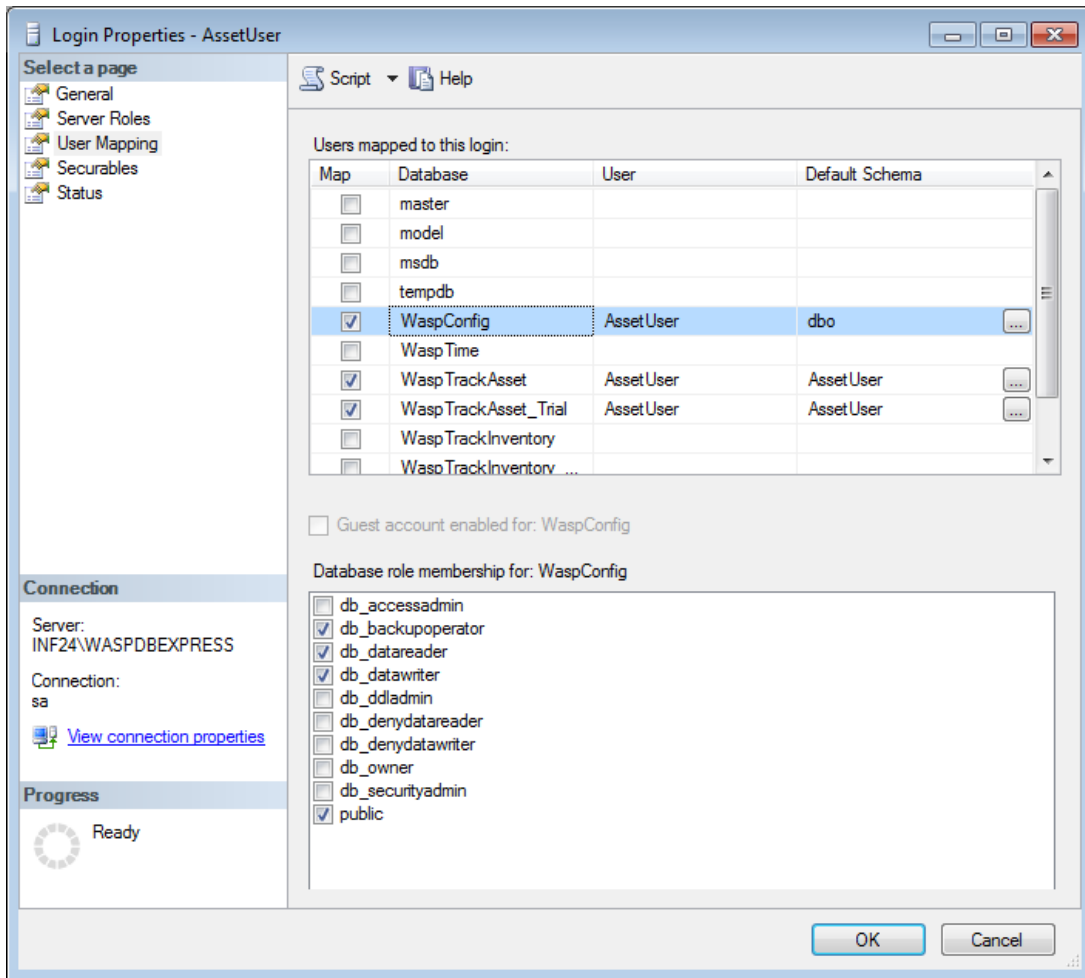 Login Properties - AssetUser
Select a page
General
Server Roles
User Mapping
Securables
Status
Script Help
Users mapped to this login:
Map Database User Default Schema
master
model
msdb
tempdb
WaspConfig AssetUser dbo ...
WaspTime
WaspTrackAsset AssetUser AssetUser ...
WaspTrackAsset_Trial AssetUser AssetUser ...
WaspTrackInventory
WaspTrackInventory_...
Guest account enabled for: WaspConfig
Database role membership for: WaspConfig
db_accessadmin
db_backupoperator
db_datareader
db_datawriter
db_ddladmin
db_denydatareader
db_denydatawriter
db_owner
db_securityadmin
public
Connection
Server:
INF24\WASPDBEXPRESS
Connection:
sa
View connection properties
Progress
Ready
OK Cancel